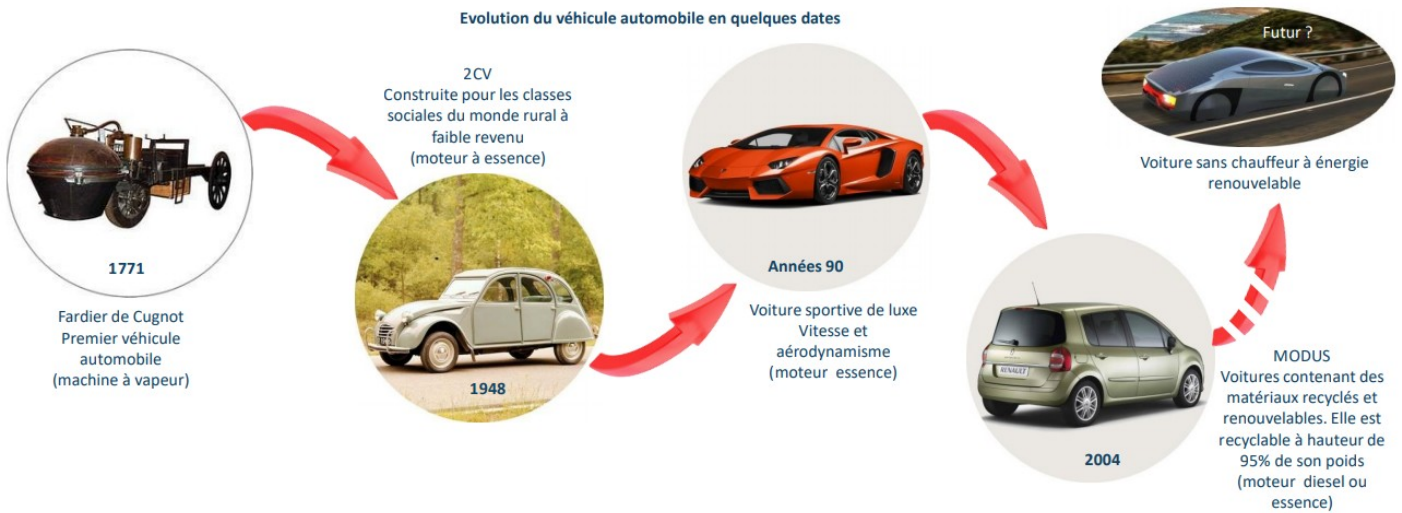 Evolution du véhicule automobile en quelques dates
1771
Fardier de Cugnot
Premier véhicule
automobile
(machine à vapeur)
2CV
Construite pour les classes
sociales du monde rural à
faible revenu
(moteur à essence)
1948
Années 90
Voiture sportive de luxe
Vitesse et
aérodynamisme
(moteur essence)
RENAULT
2004
MODUS
Voitures contenant des
matériaux recyclés et
renouvelables. Elle est
recyclable à hauteur de
95% de son poids
(moteur diesel ou
essence)
Futur ?
Voiture sans chauffeur à énergie
renouvelable